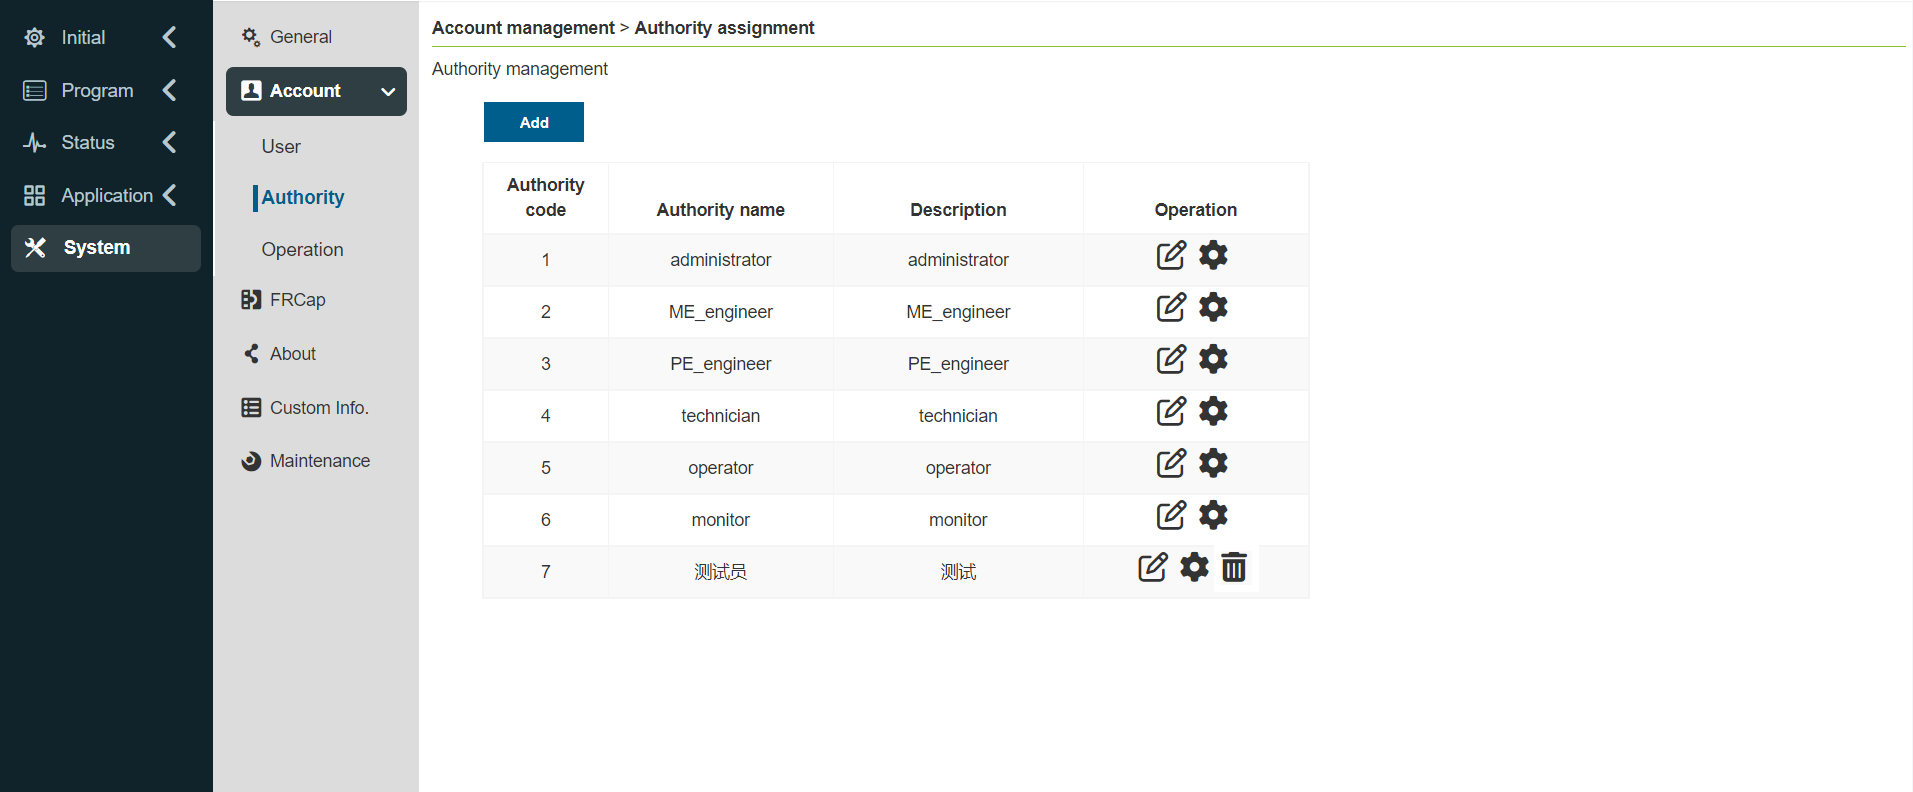 Initial
Program
Status
Application
System
General
Account
User
Authority
Operation
FRCap
About
Custom Info.
Maintenance
Account management > Authority assignment
Authority management
Add
Authority code Authority name Description Operation
1 administrator administrator
2 ME_engineer ME_engineer
3 PE_engineer PE_engineer
4 technician technician
5 operator operator
6 monitor monitor
7 测试员 测试